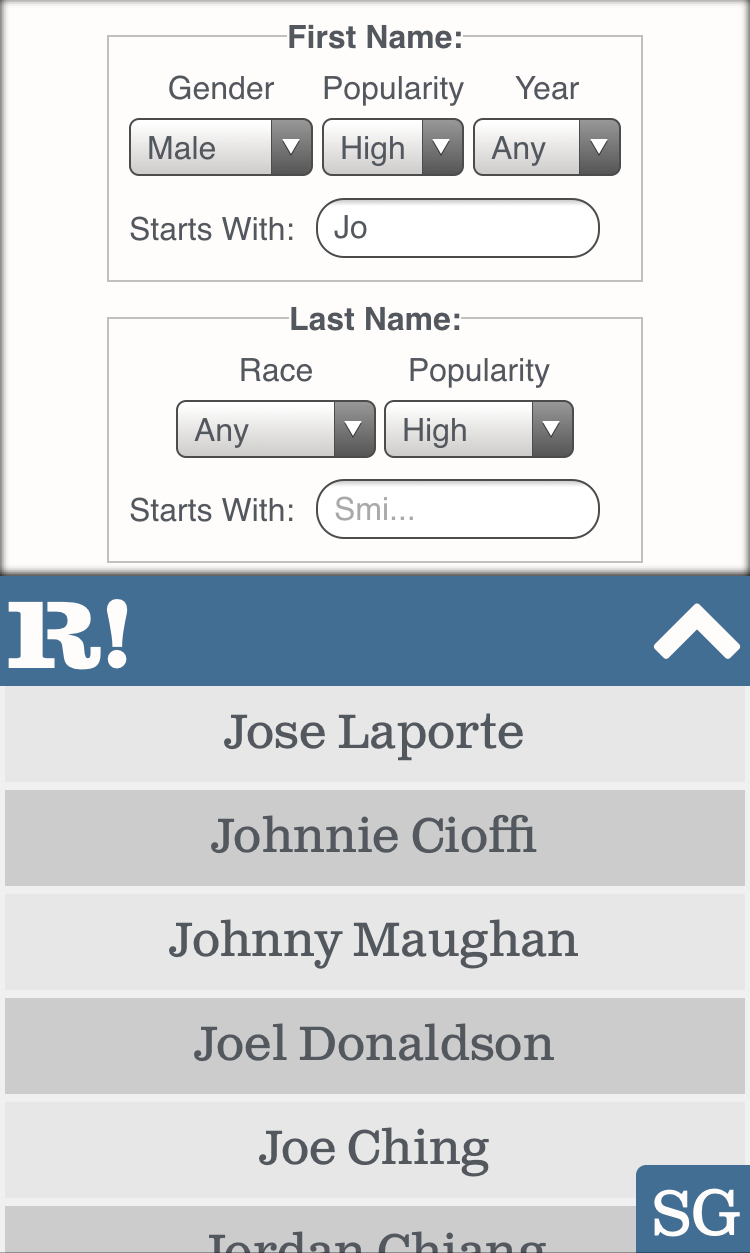 First Name:
Gender Popularity Year
Male High Any
Starts With: Jo
Last Name:
Race Popularity
Any High
Starts With: Smi...
R!
Jose Laporte
Johnnie Cioffi
Johnny Maughan
Joel Donaldson
Joe Ching
SG
Jordan Chiang